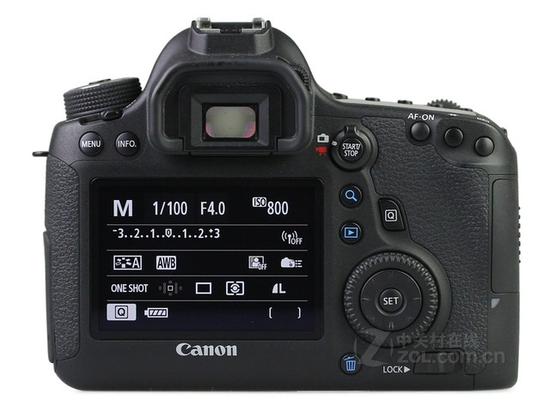 AF-ON
MENU
INFO.
START/
STOP
M 1/100 F4.0 ISO 800
-3..2..1..0..1..2..+3
OFF
A AWB
OFF
ONE SHOT
L
Q
Q
SET
Canon
LOCK
中关村在线
ZOL.com.cn